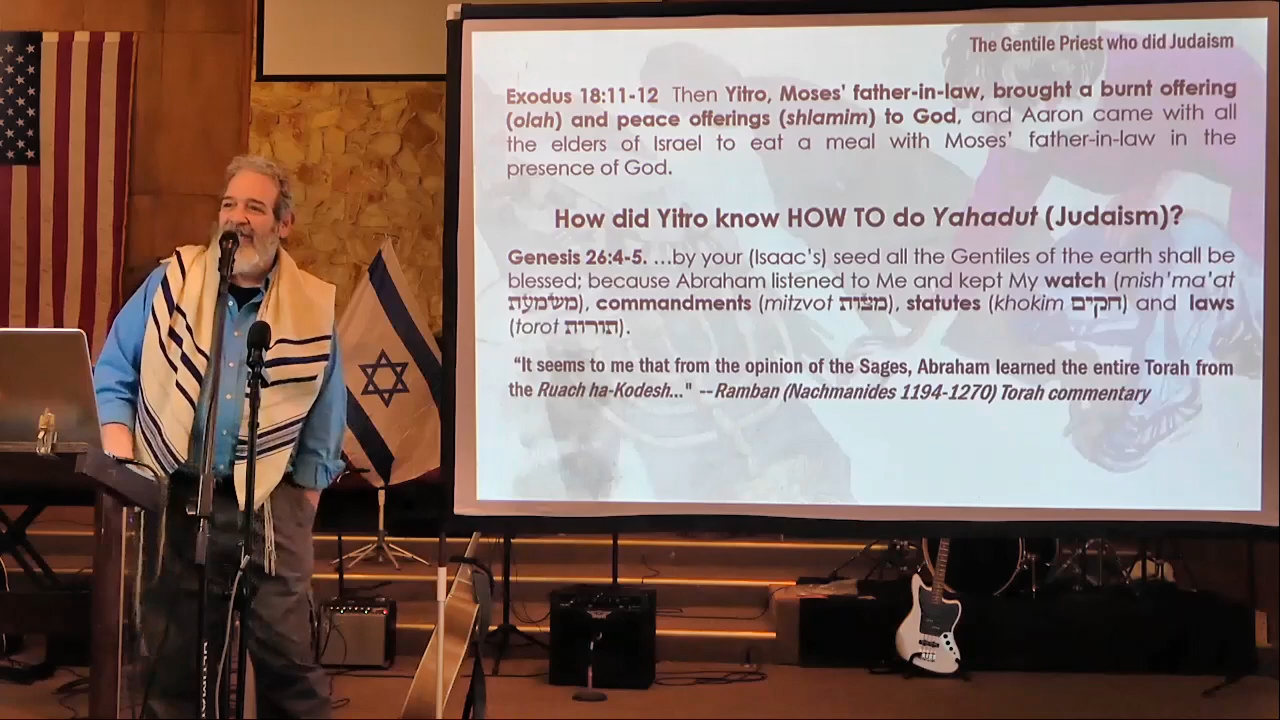 The Gentile Priest who did Judaism
Exodus 18:11-12 Then Yitro, Moses' father-in-law, brought a burnt offering
(olah) and peace offerings (shlamim) to God, and Aaron came with all
the elders of Israel to eat a meal with Moses' father-in-law in the
presence of God.
How did Yitro know HOW TO do Yahadut (Judaism)?
Genesis 26:4-5. ...by your (Isaac's) seed all the Gentiles of the earth shall be
blessed; because Abraham listened to Me and kept My watch (mish'ma'at
משמעת), commandments (mitzvot מצות), statutes (khokim חקים) and laws
(torot תורות).
"It seems to me that from the opinion of the Sages, Abraham learned the entire Torah from
the Ruach ha-Kodesh..." --Ramban (Nachmanides 1194-1270) Torah commentary